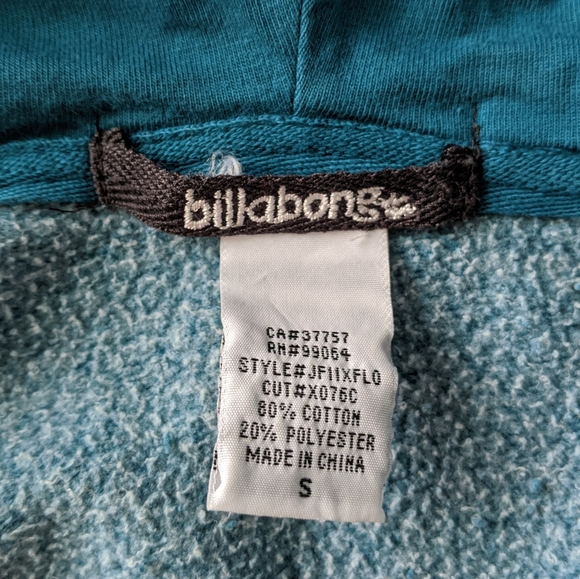 billabong
CA#37757
RN#99064
STYLE#JF11XFLO
CUT#X076C
80% COTTON
20% POLYESTER
MADE IN CHINA
S